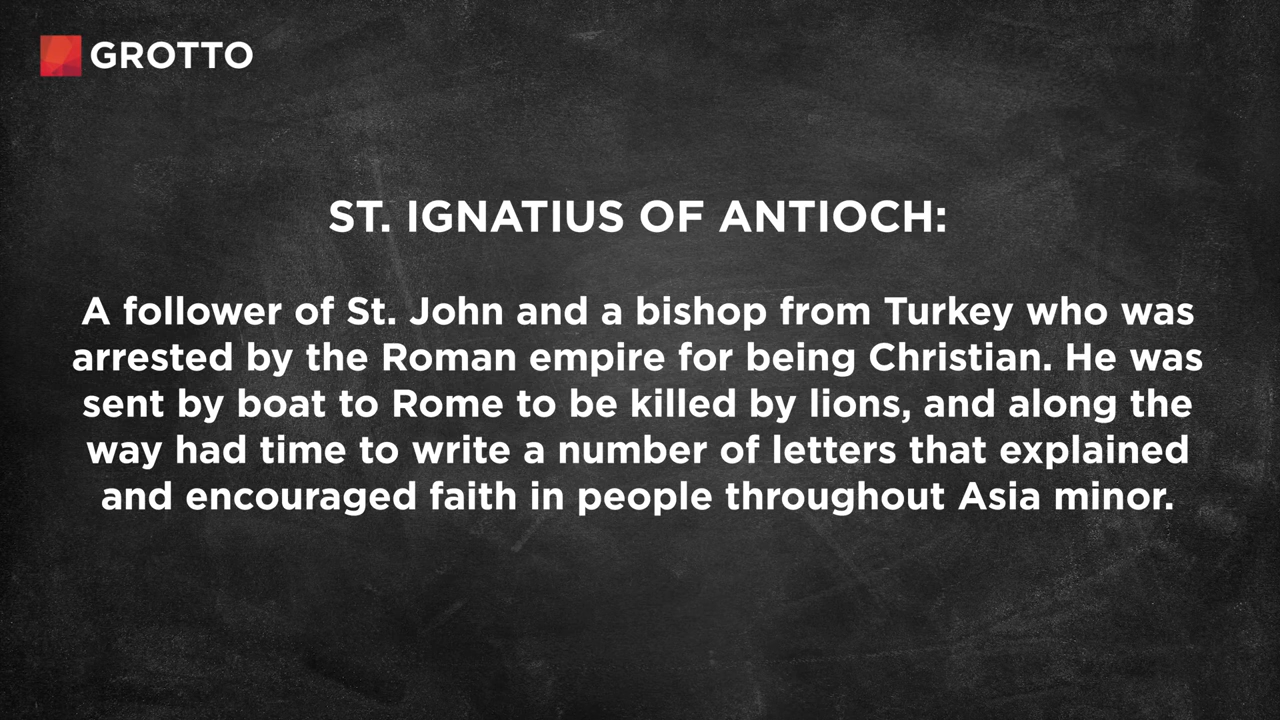 GROTTO
ST. IGNATIUS OF ANTIOCH:
A follower of St. John and a bishop from Turkey who was
arrested by the Roman empire for being Christian. He was
sent by boat to Rome to be killed by lions, and along the
way had time to write a number of letters that explained
and encouraged faith in people throughout Asia minor.